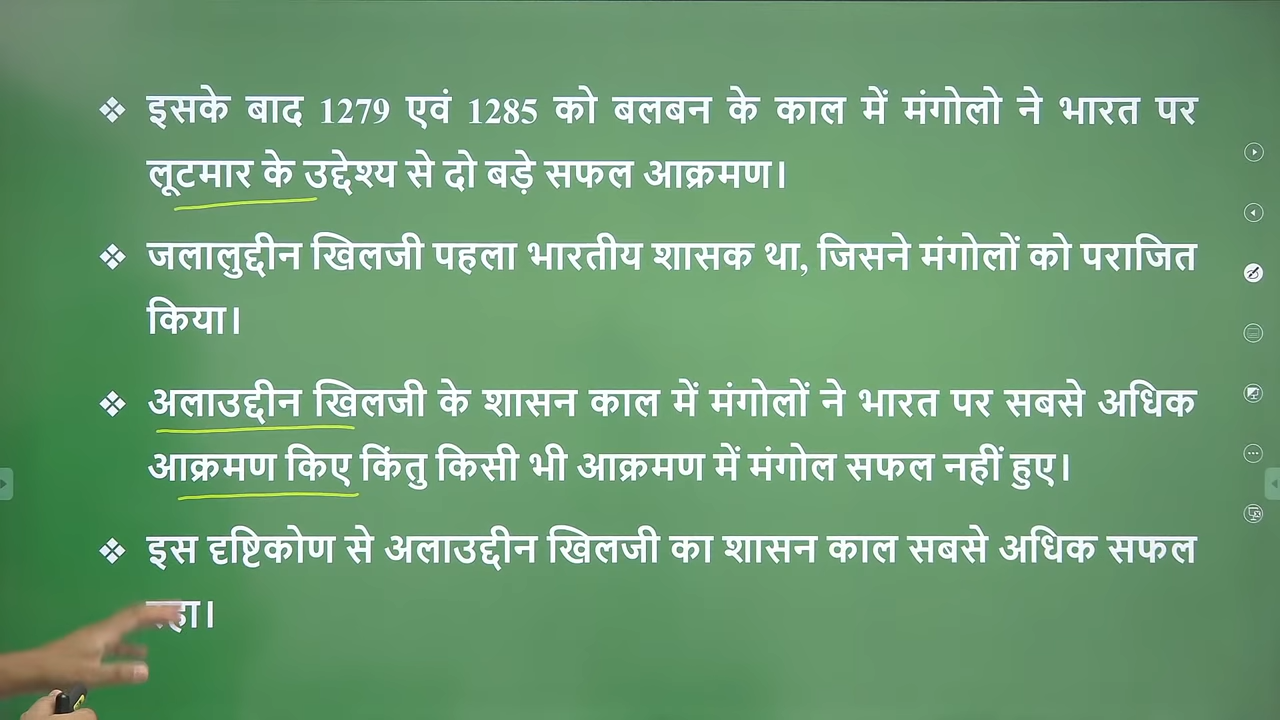 ❖ इसके बाद 1279 एवं 1285 को बलबन के काल में मंगोलो ने भारत पर
लूटमार के उद्देश्य से दो बड़े सफल आक्रमण।
❖ जलालुद्दीन खिलजी पहला भारतीय शासक था, जिसने मंगोलों को पराजित
किया।
❖ अलाउद्दीन खिलजी के शासन काल में मंगोलों ने भारत पर सबसे अधिक
आक्रमण किए किंतु किसी भी आक्रमण में मंगोल सफल नहीं हुए।
❖ इस दृष्टिकोण से अलाउद्दीन खिलजी का शासन काल सबसे अधिक सफल